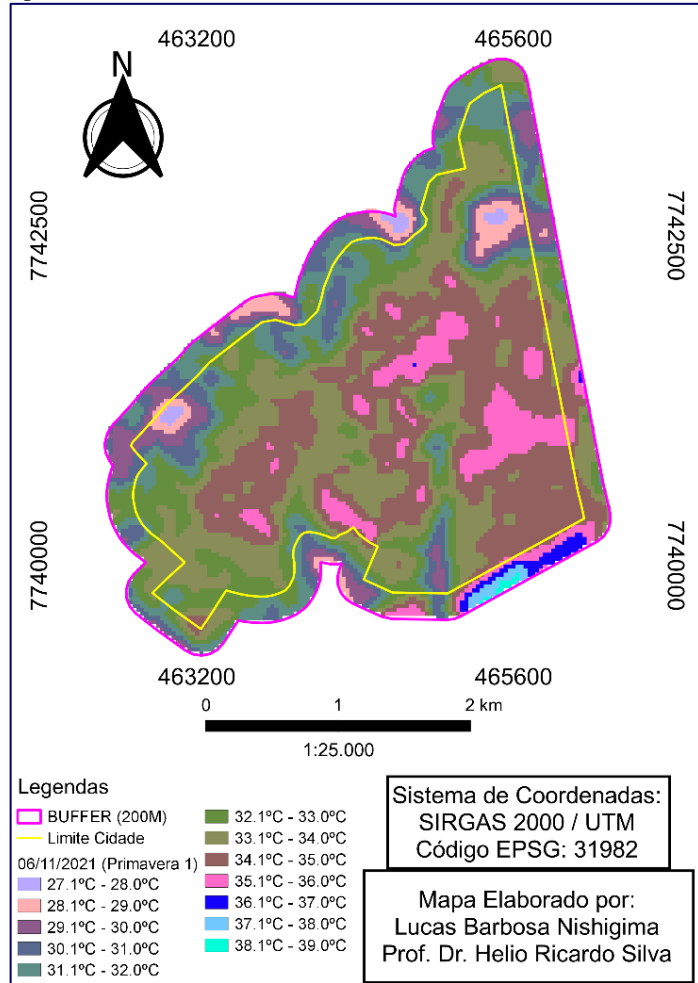 463200 465600
N
7742500 7742500
7740000 7740000
463200 465600
0 1 2 km
1:25.000
Legendas
BUFFER (200M)
Limite Cidade
06/11/2021 (Primavera 1)
27.1ºC - 28.0ºC
28.1ºC - 29.0ºC
29.1ºC - 30.0ºC
30.1ºC - 31.0ºC
31.1ºC - 32.0ºC
32.1ºC - 33.0ºC
33.1ºC - 34.0ºC
34.1ºC - 35.0ºC
35.1ºC - 36.0ºC
36.1ºC - 37.0ºC
37.1ºC - 38.0ºC
38.1ºC - 39.0ºC
Sistema de Coordenadas:
SIRGAS 2000 / UTM
Código EPSG: 31982
Mapa Elaborado por:
Lucas Barbosa Nishigima
Prof. Dr. Helio Ricardo Silva